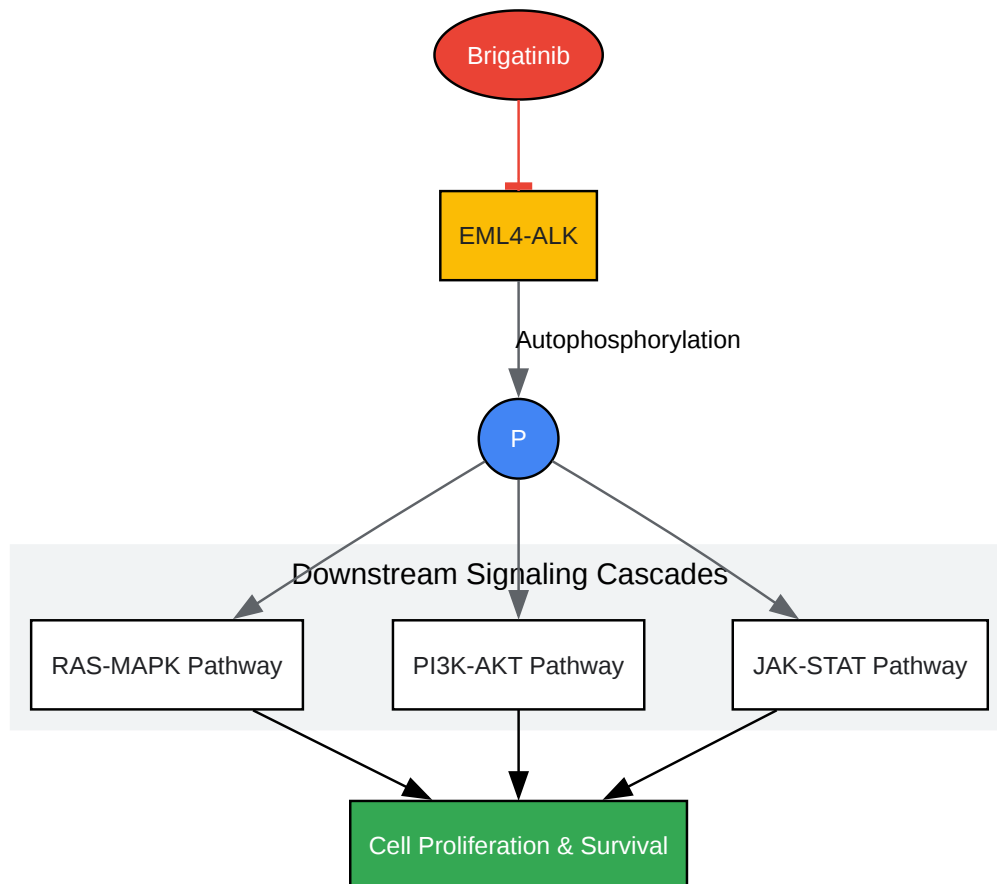 Brigatinib
EML4-ALK
Autophosphorylation
P
Downstream Signaling Cascades
RAS-MAPK Pathway
PI3K-AKT Pathway
JAK-STAT Pathway
Cell Proliferation & Survival